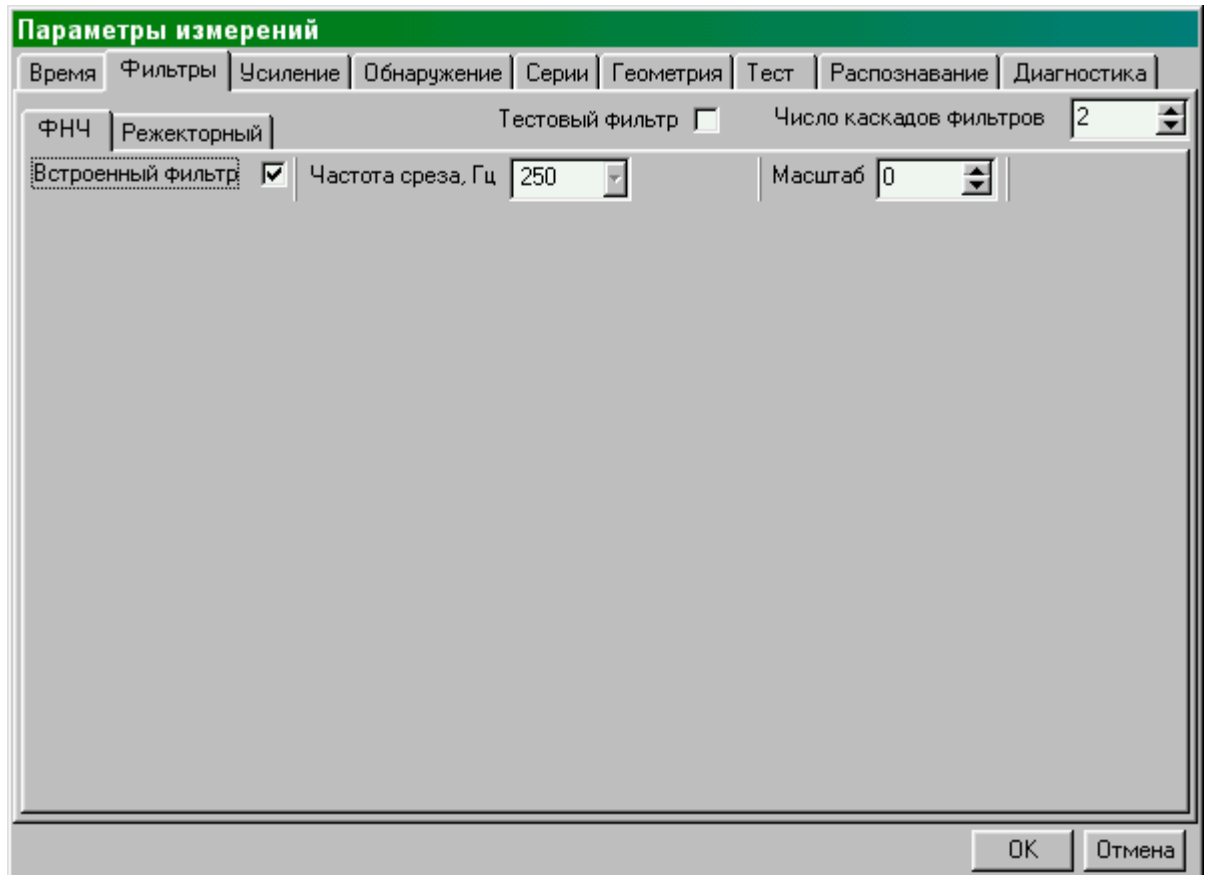 Параметры измерений
Время Фильтры Усиление Обнаружение Серии Геометрия Тест Распознавание Диагностика
ФНЧ Режекторный Тестовый фильтр Число каскадов фильтров 2
Встроенный фильтр Частота среза, Гц 250 Масштаб 0
OK Отмена